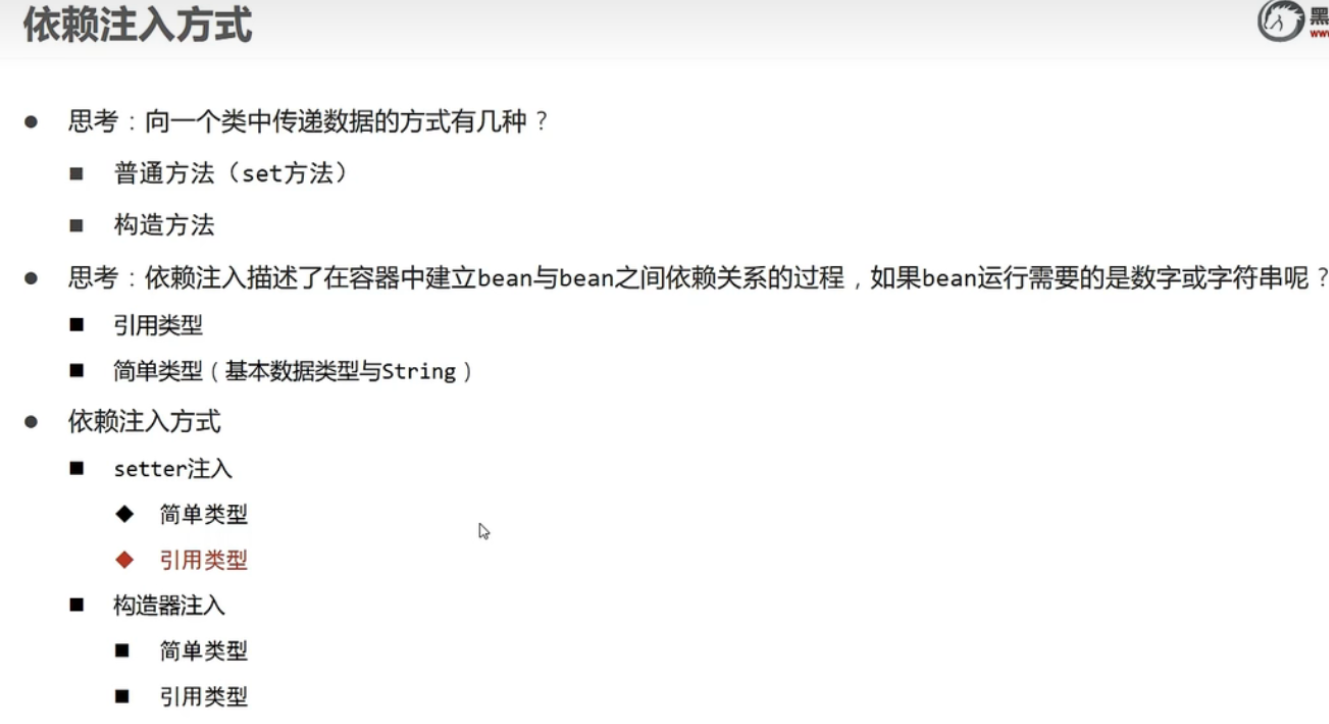 依赖注入方式
黑
www
思考：向一个类中传递数据的方式有几种？
普通方法（set方法）
构造方法
思考：依赖注入描述了在容器中建立bean与bean之间依赖关系的过程，如果bean运行需要的是数字或字符串呢？
引用类型
简单类型（基本数据类型与String）
依赖注入方式
setter注入
简单类型
引用类型
构造器注入
简单类型
引用类型